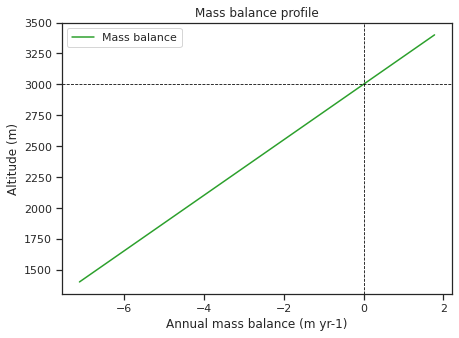 Mass balance profile
Mass balance
3500
3250
3000
2750
2500
2250
2000
1750
1500
Altitude (m)
−6 −4 −2 0 2
Annual mass balance (m yr-1)